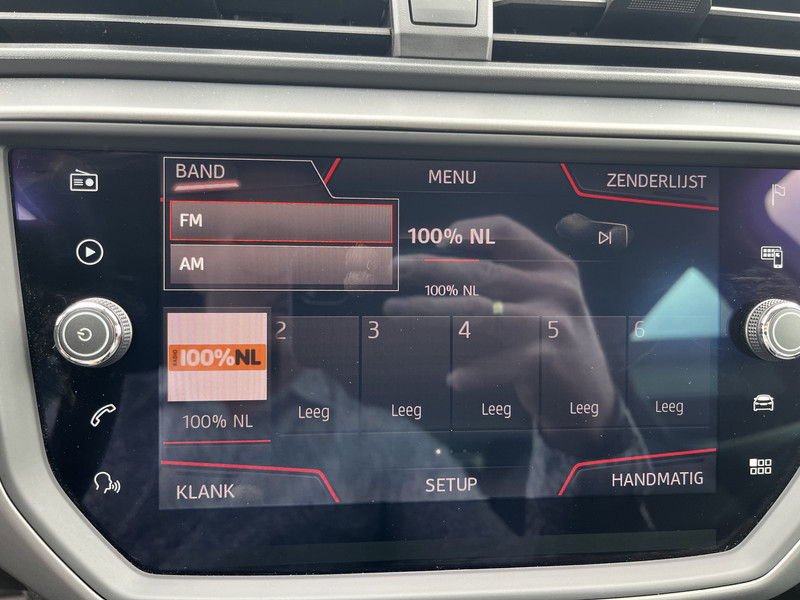 BAND
MENU
ZENDERLIJST
FM
AM
100% NL
100% NL
RADIO 100%NL
2
3
4
5
6
100% NL
Leeg
Leeg
Leeg
Leeg
Leeg
KLANK
SETUP
HANDMATIG